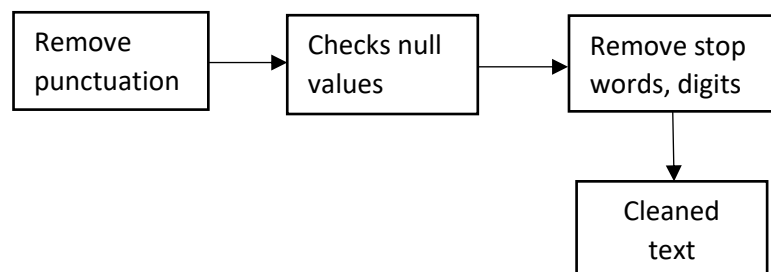 Remove
punctuation
Checks null
values
Remove stop
words, digits
Cleaned
text